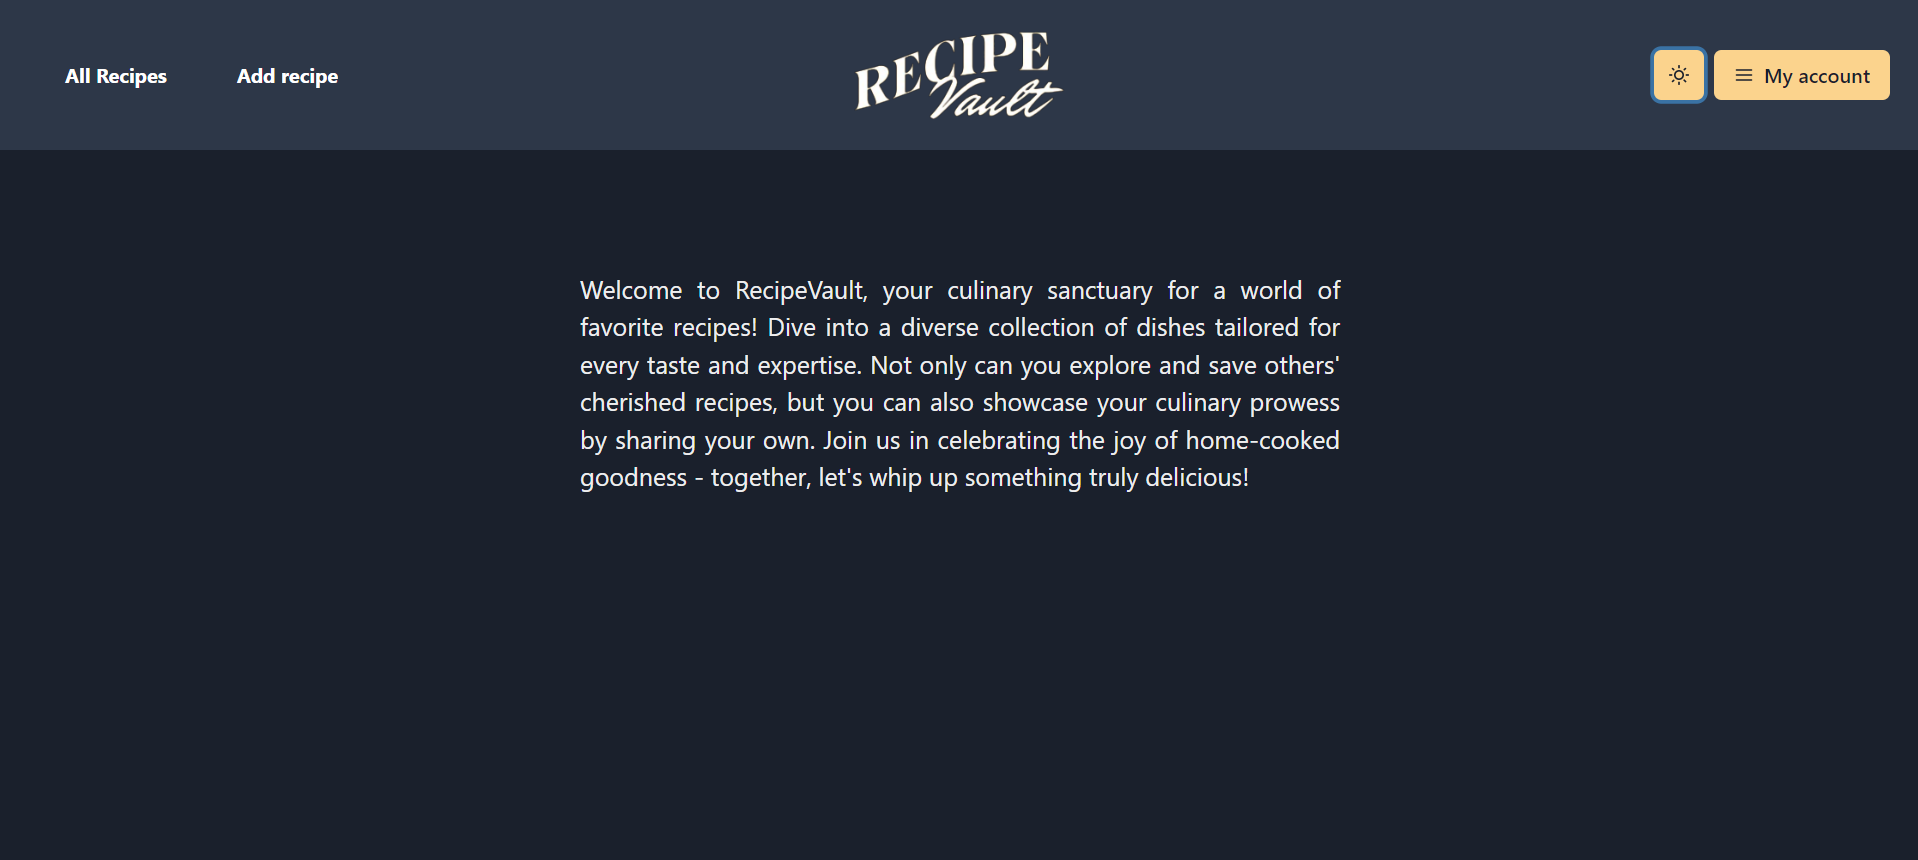 All Recipes
Add recipe
RECIPE
Vault
My account
Welcome to RecipeVault, your culinary sanctuary for a world of
favorite recipes! Dive into a diverse collection of dishes tailored for
every taste and expertise. Not only can you explore and save others'
cherished recipes, but you can also showcase your culinary prowess
by sharing your own. Join us in celebrating the joy of home-cooked
goodness - together, let's whip up something truly delicious!